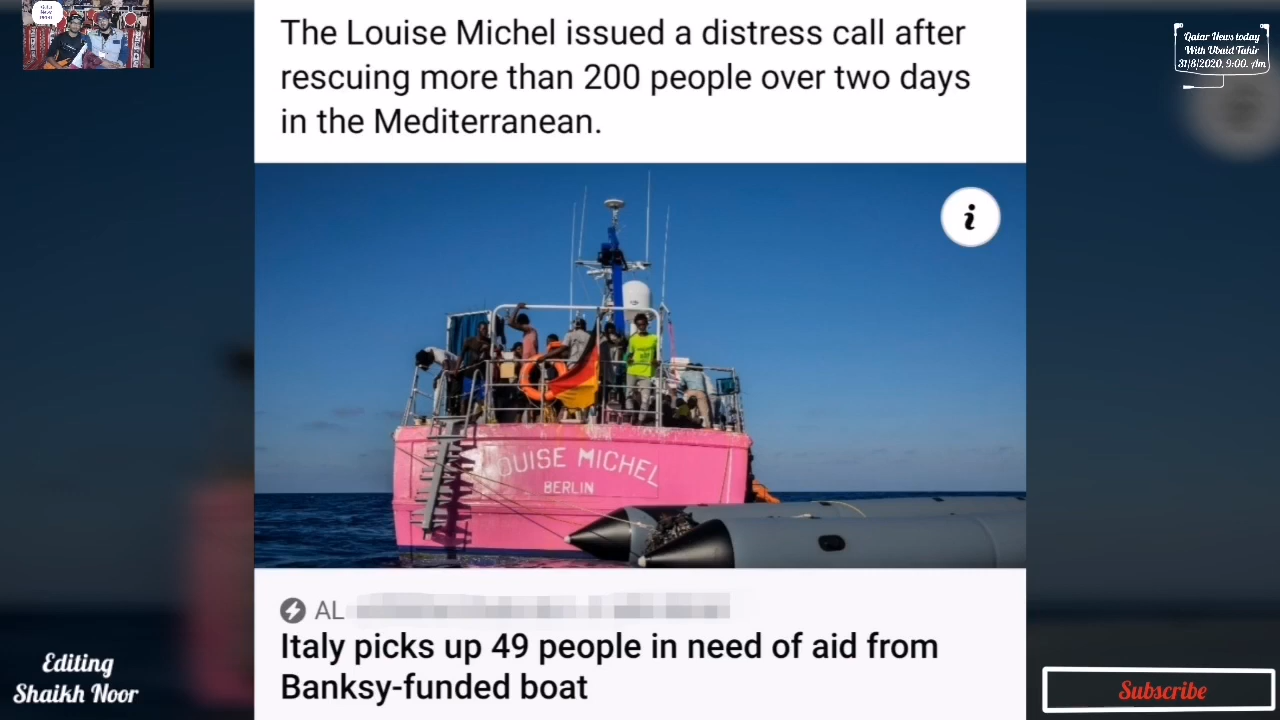 The Louise Michel issued a distress call after
rescuing more than 200 people over two days
in the Mediterranean.
Qatar News today
With Ubaid Tahir
31/8/2020, 9:00. Am
i
OUISE MICHEL
BERLIN
AL
Italy picks up 49 people in need of aid from
Banksy-funded boat
Editing
Shaikh Noor
Subscribe